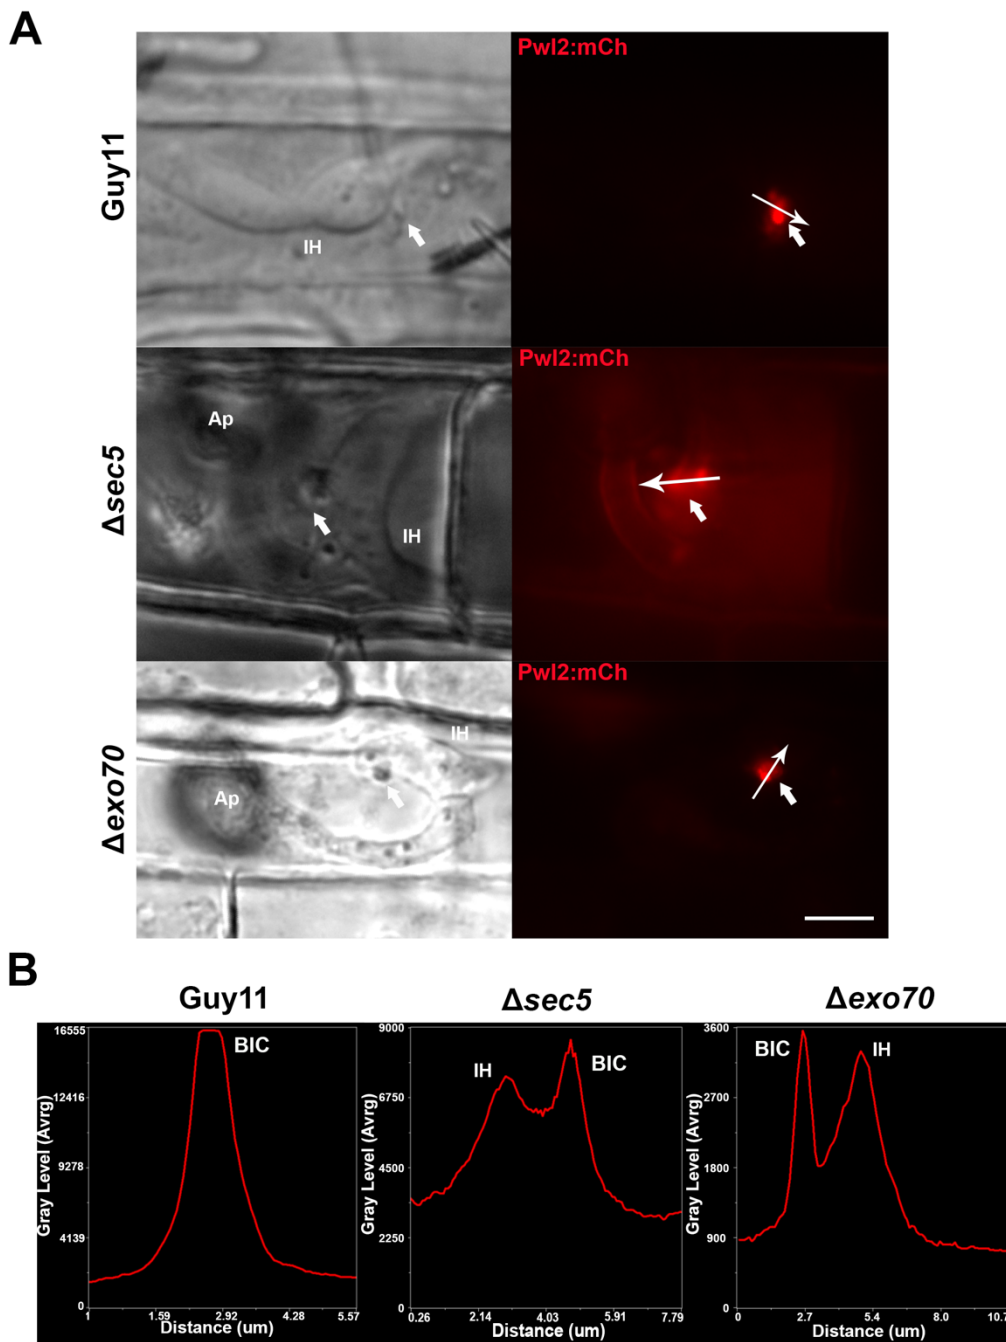 A
Guy11
Pwl2:mCh
IH
Δsec5
Pwl2:mCh
Ap
IH
Δexo70
Pwl2:mCh
IH
Ap
B
Guy11
Δsec5
Δexo70
Gray Level (Avrg)
16555
12416
9278
4139
0
BIC
1
1.59
2.92
4.28
5.57
Distance (um)
Gray Level (Avrg)
9000
6750
4500
2250
0
IH
BIC
0.26
2.14
4.03
5.91
7.79
Distance (um)
Gray Level (Avrg)
3600
2700
1800
900
0
BIC
IH
0
2.7
5.4
8.0
Distance (um)